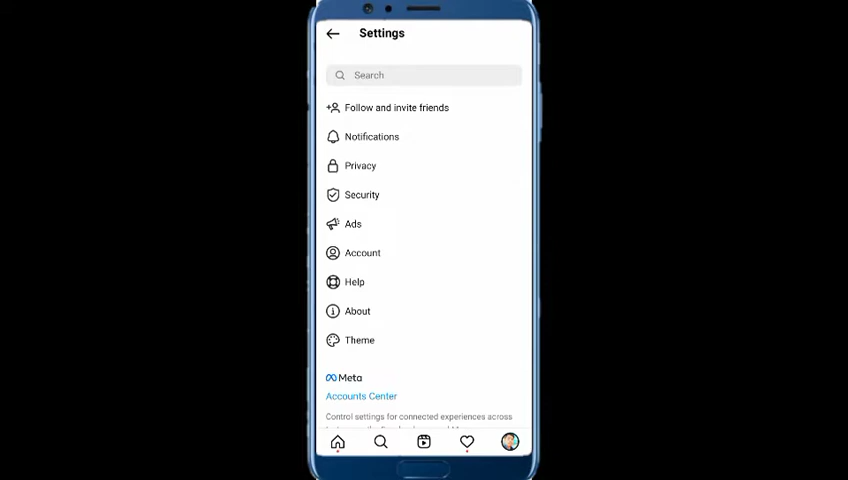 Settings
Search
Follow and invite friends
Notifications
Privacy
Security
Ads
Account
Help
About
Theme
Meta
Accounts Center
Control settings for connected experiences across